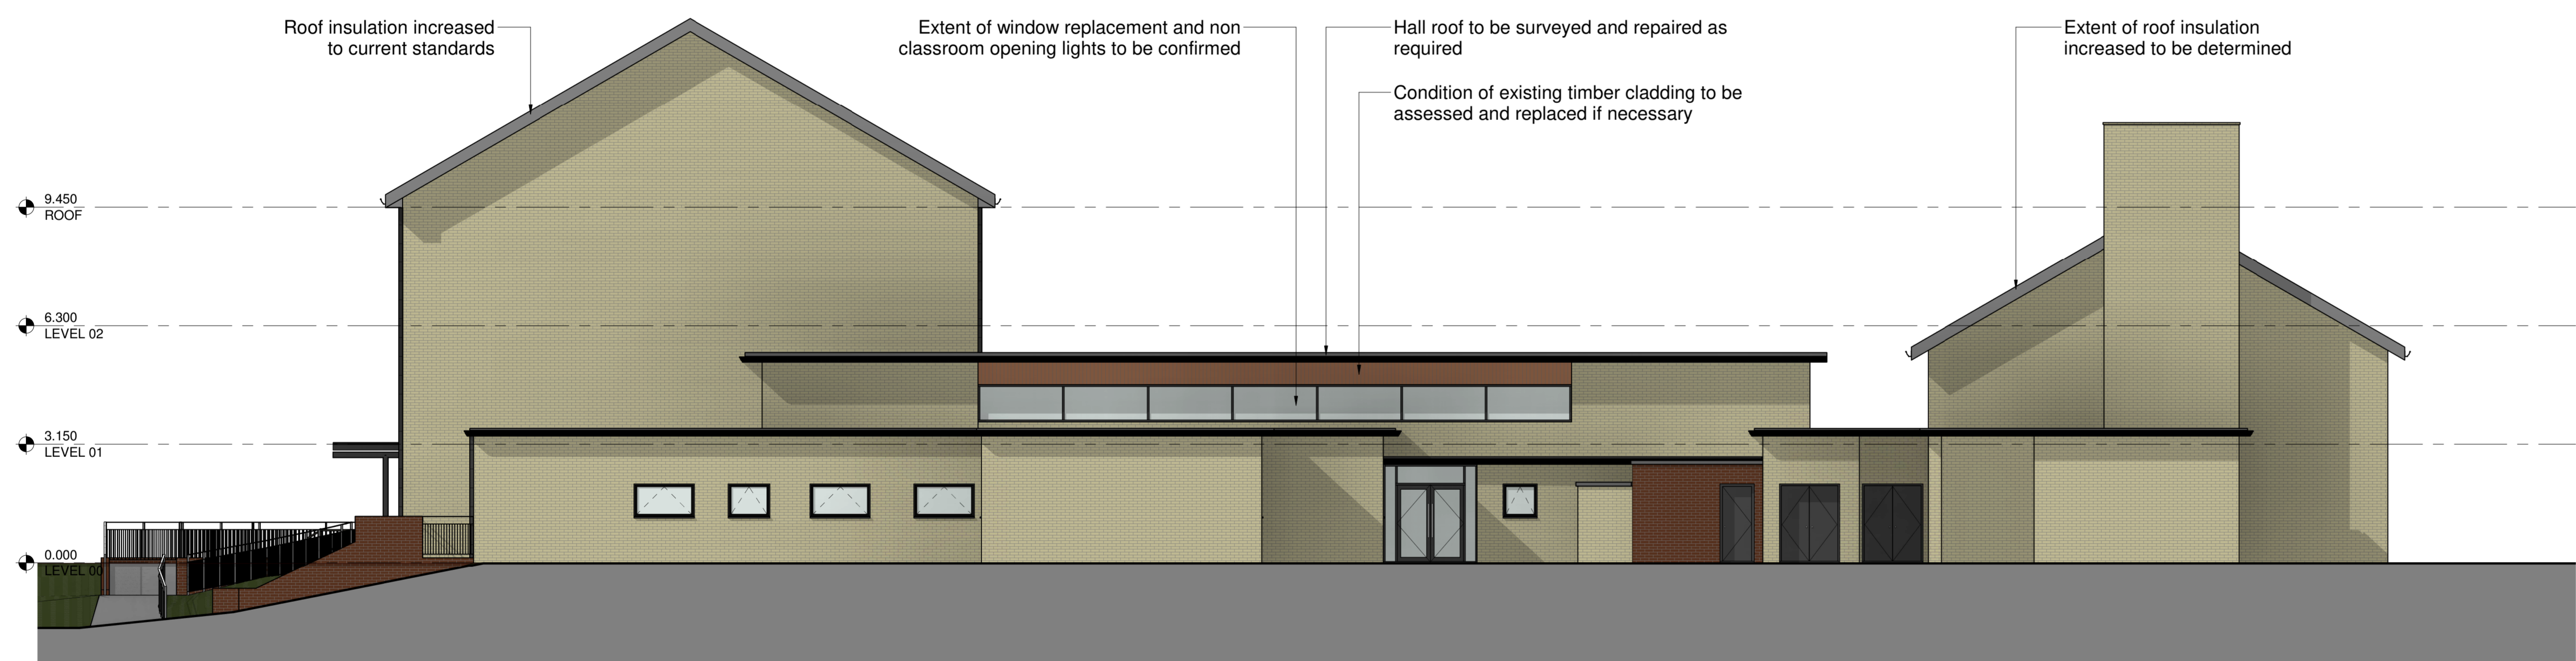 Roof insulation increased
to current standards
Extent of window replacement and non
classroom opening lights to be confirmed
Hall roof to be surveyed and repaired as
required
Condition of existing timber cladding to be
assessed and replaced if necessary
Extent of roof insulation
increased to be determined
9.450
ROOF
6.300
LEVEL 02
3.150
LEVEL 01
0.000
LEVEL 00